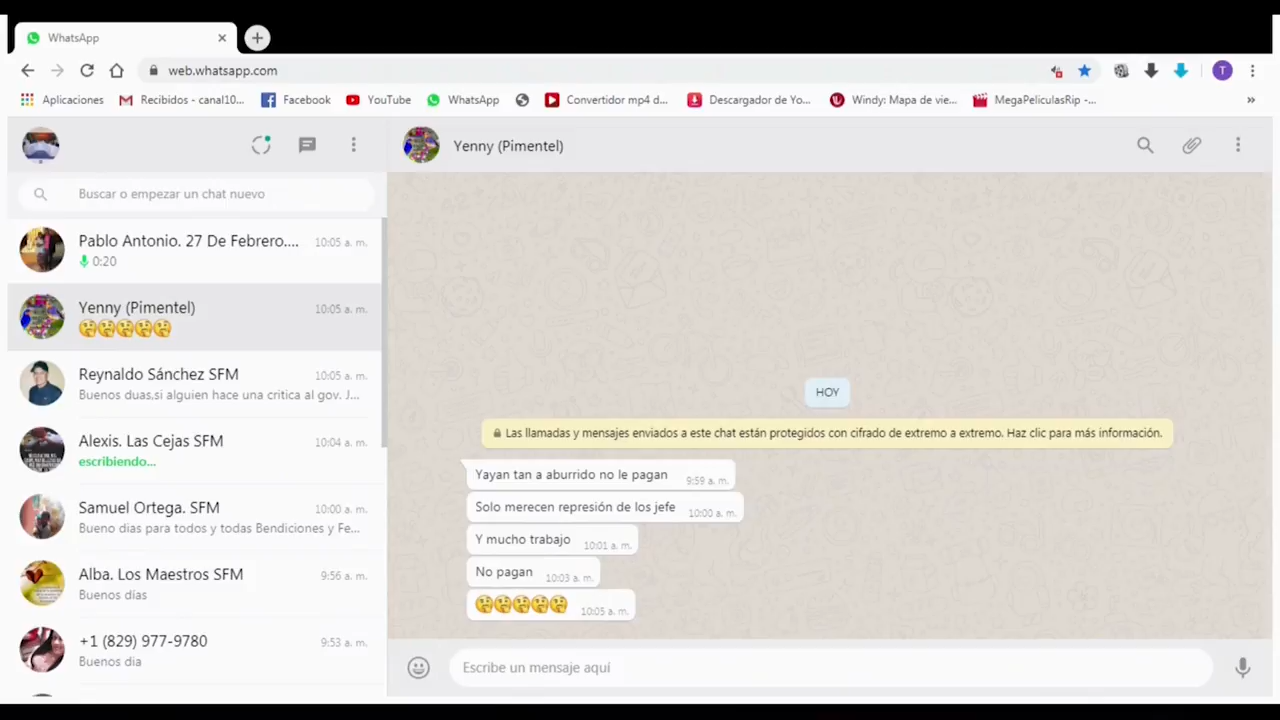 WhatsApp
web.whatsapp.com
T
Aplicaciones
Recibidos - canal10...
Facebook
YouTube
WhatsApp
Convertidor mp4 d...
Descargador de Yo...
Windy: Mapa de vie...
MegaPeliculasRip -...
»
Buscar o empezar un chat nuevo
Pablo Antonio. 27 De Febrero.... 10:05 a. m.
0:20
Yenny (Pimentel) 10:05 a. m.
🤔🤔🤔🤔🤔
Reynaldo Sánchez SFM 10:05 a. m.
Buenos duas,si alguien hace una critica al gov. J...
Alexis. Las Cejas SFM 10:04 a. m.
escribiendo...
Samuel Ortega. SFM 10:00 a. m.
Bueno dias para todos y todas Bendiciones y Fe...
Alba. Los Maestros SFM 9:56 a. m.
Buenos días
+1 (829) 977-9780 9:53 a. m.
Buenos dia
Yenny (Pimentel)
HOY
Las llamadas y mensajes enviados a este chat están protegidos con cifrado de extremo a extremo. Haz clic para más información.
Yayan tan a aburrido no le pagan 9:59 a. m.
Solo merecen represión de los jefe 10:00 a. m.
Y mucho trabajo 10:01 a. m.
No pagan 10:03 a. m.
🤔🤔🤔🤔🤔 10:05 a. m.
Escribe un mensaje aquí